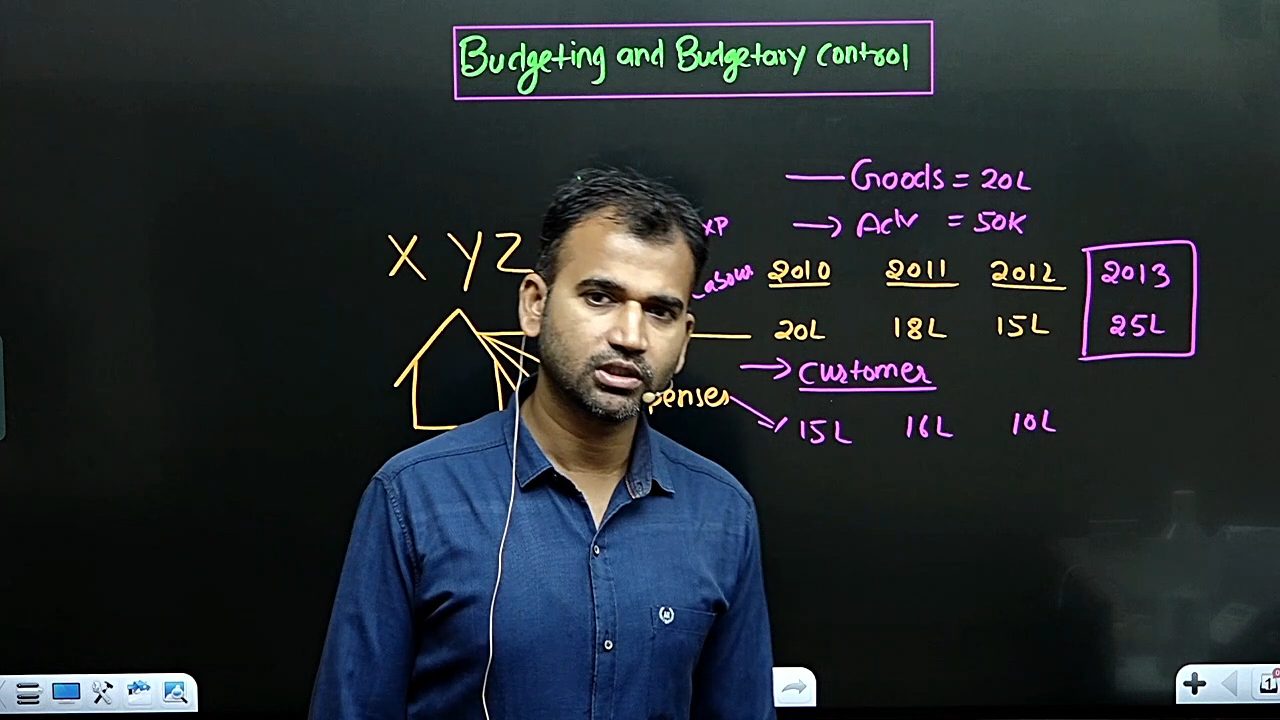 Budgeting and Budgetary control
Goods = 20L
Adv = 50K
XYZ
2010 2011 2012 2013
20L 18L 15L 25L
Customer
15L 16L 10L